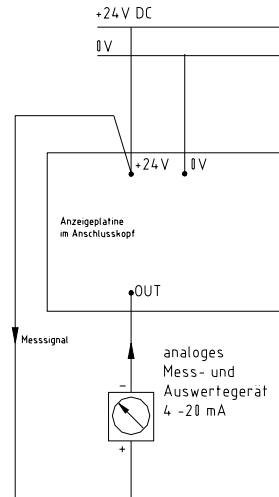 +24V DC
0V
+24V
0V
Anzeigeplatine
im Anschlusskopf
OUT
Messsignal
analoges
Mess- und
Auswertegerät
4 -20 mA
-
+